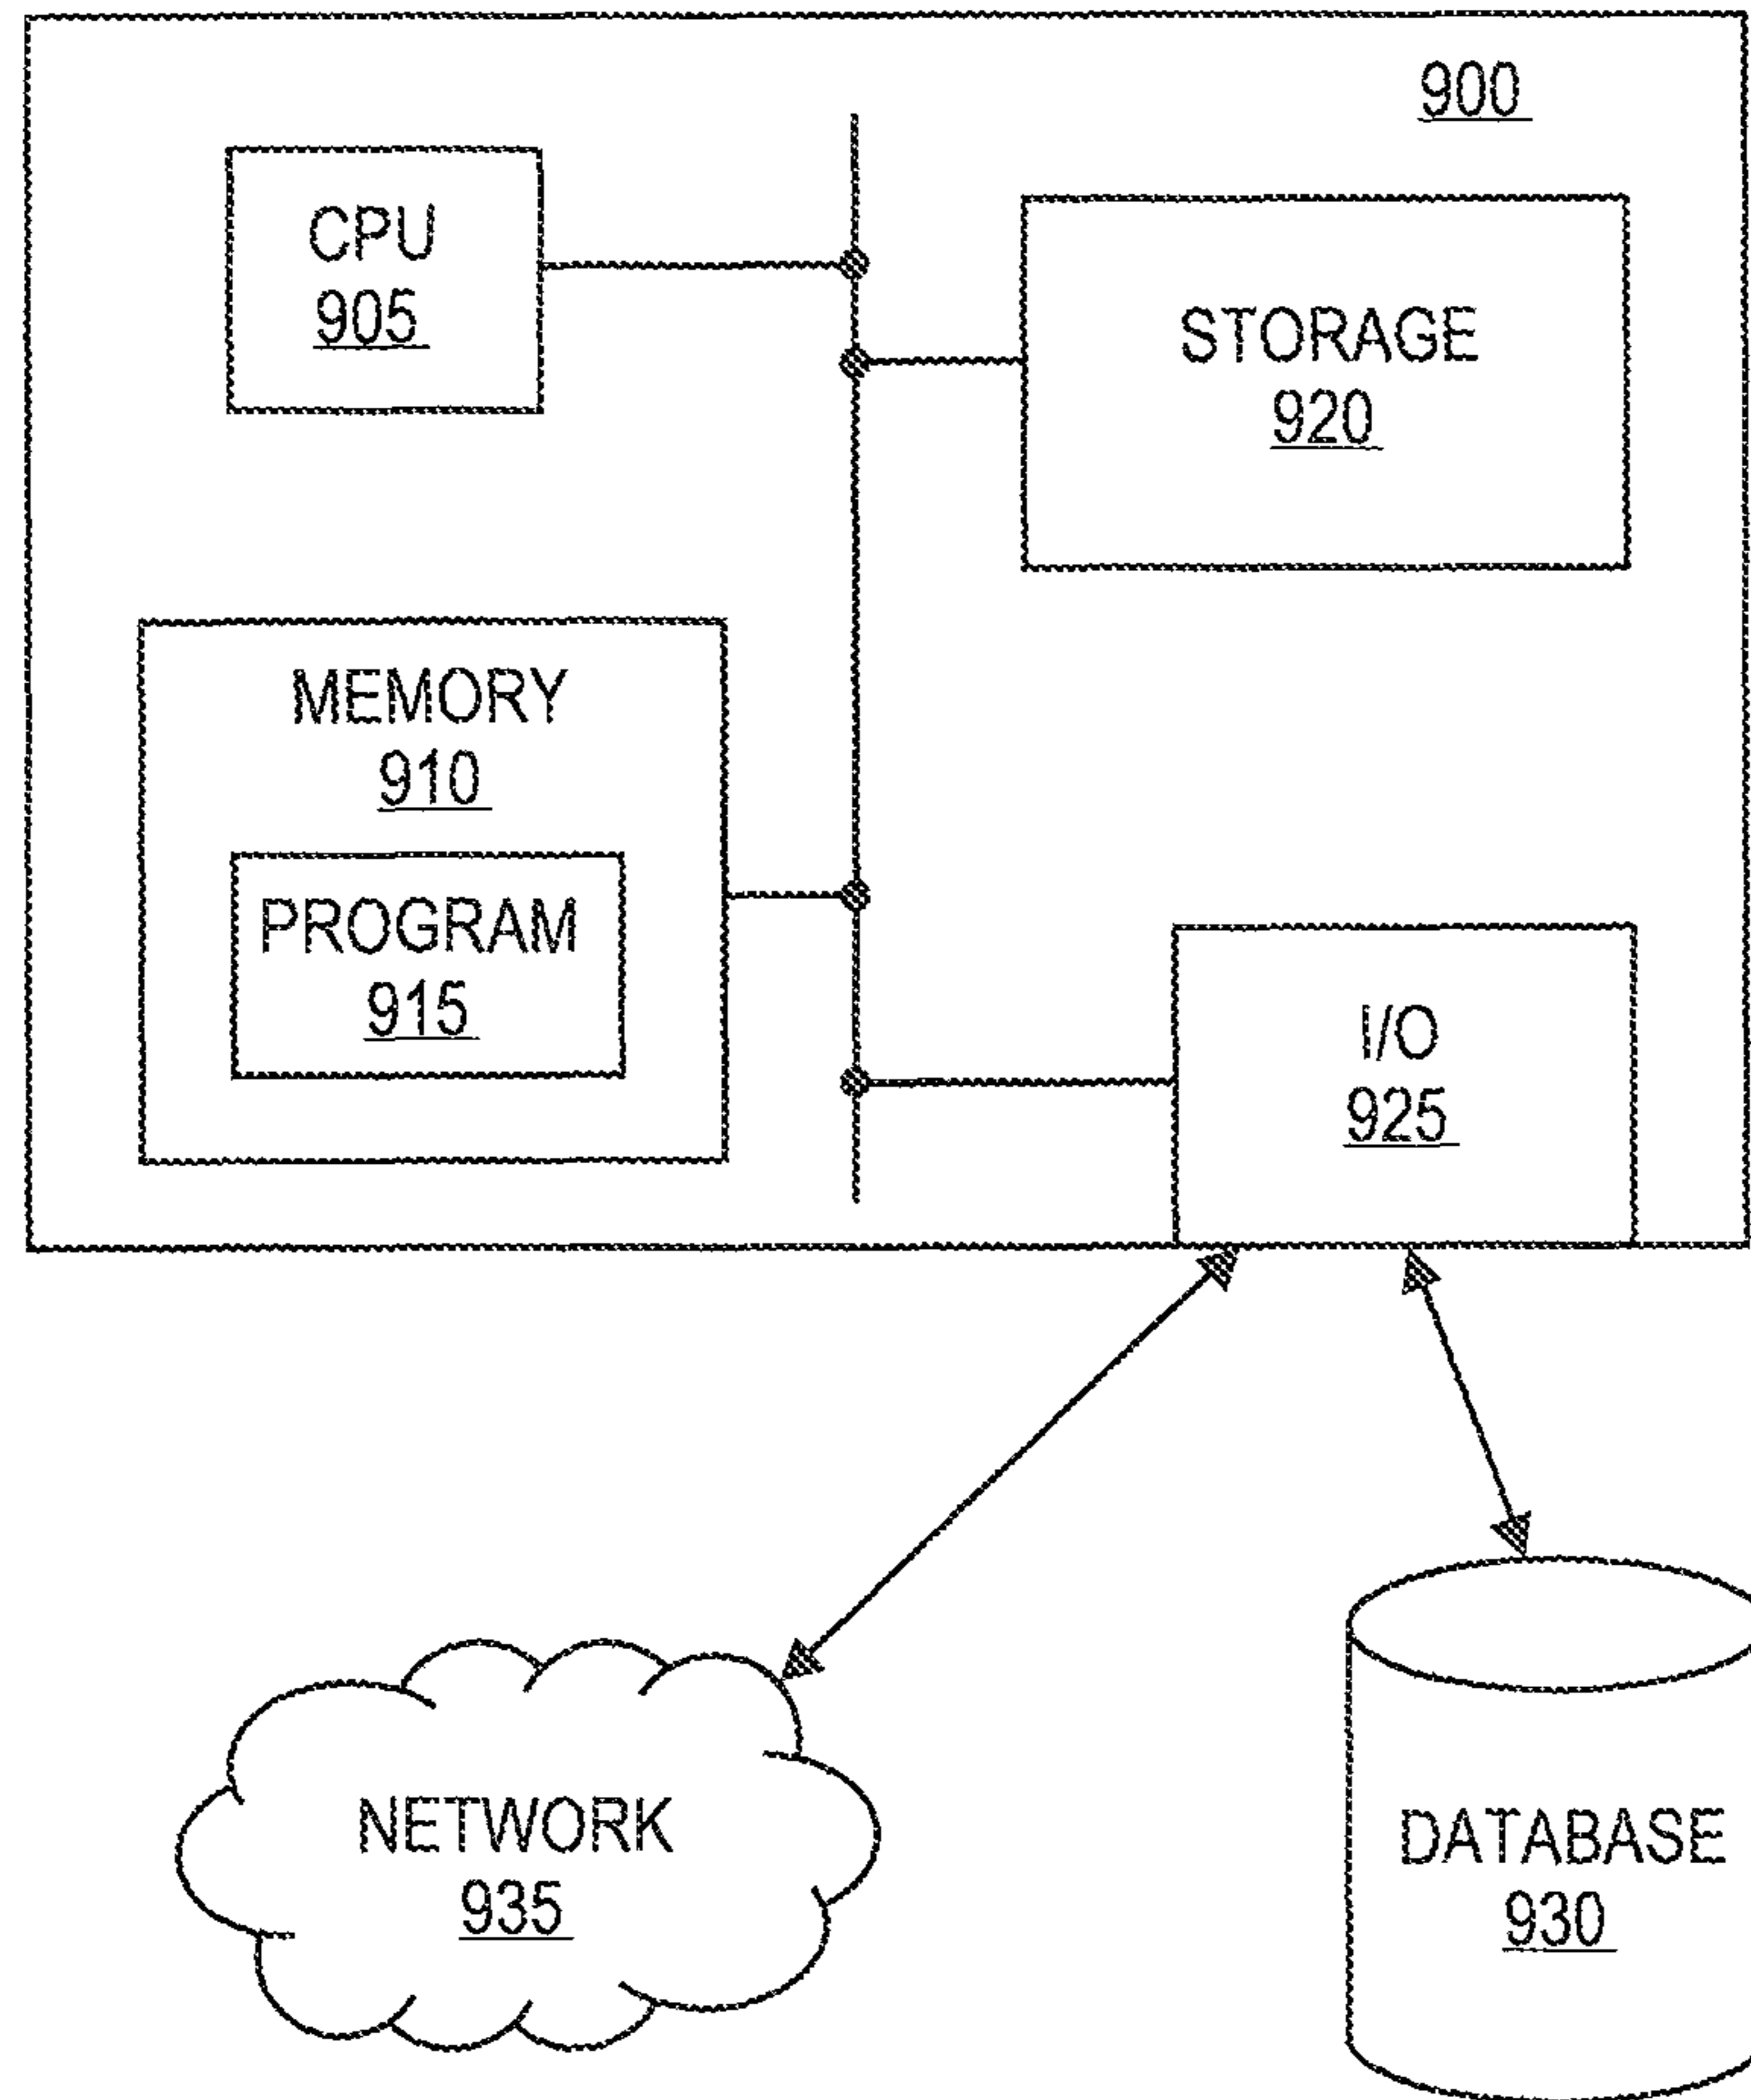 900
CPU
905
STORAGE
920
MEMORY
910
PROGRAM
915
I/O
925
NETWORK
935
DATABASE
930